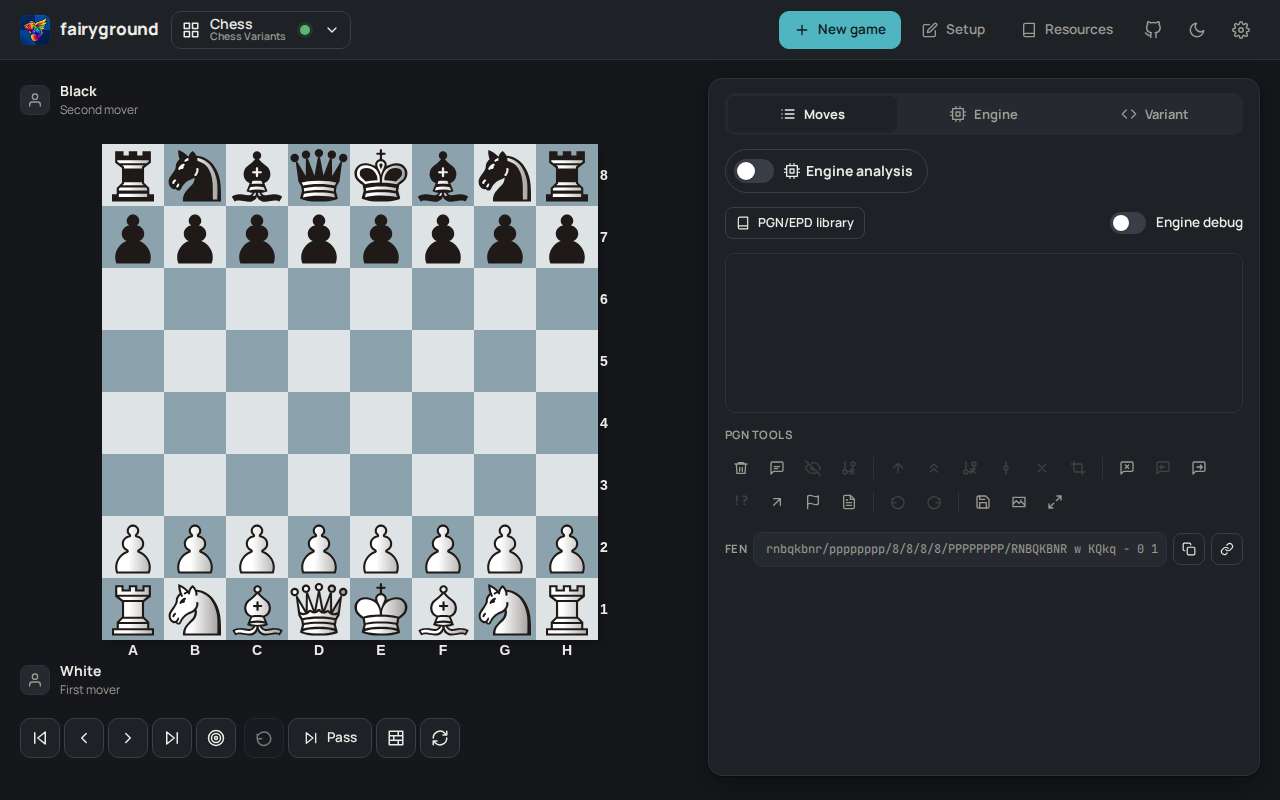 fairyground
Chess
Chess Variants
New game
Setup
Resources
Black
Second mover
8
7
6
5
4
3
2
1
A B C D E F G H
White
First mover
Pass
Moves
Engine
Variant
Engine analysis
PGN/EPD library
Engine debug
PGN TOOLS
!?
FEN
rnbqkbnr/pppppppp/8/8/8/8/PPPPPPPP/RNBQKBNR w KQkq - 0 1